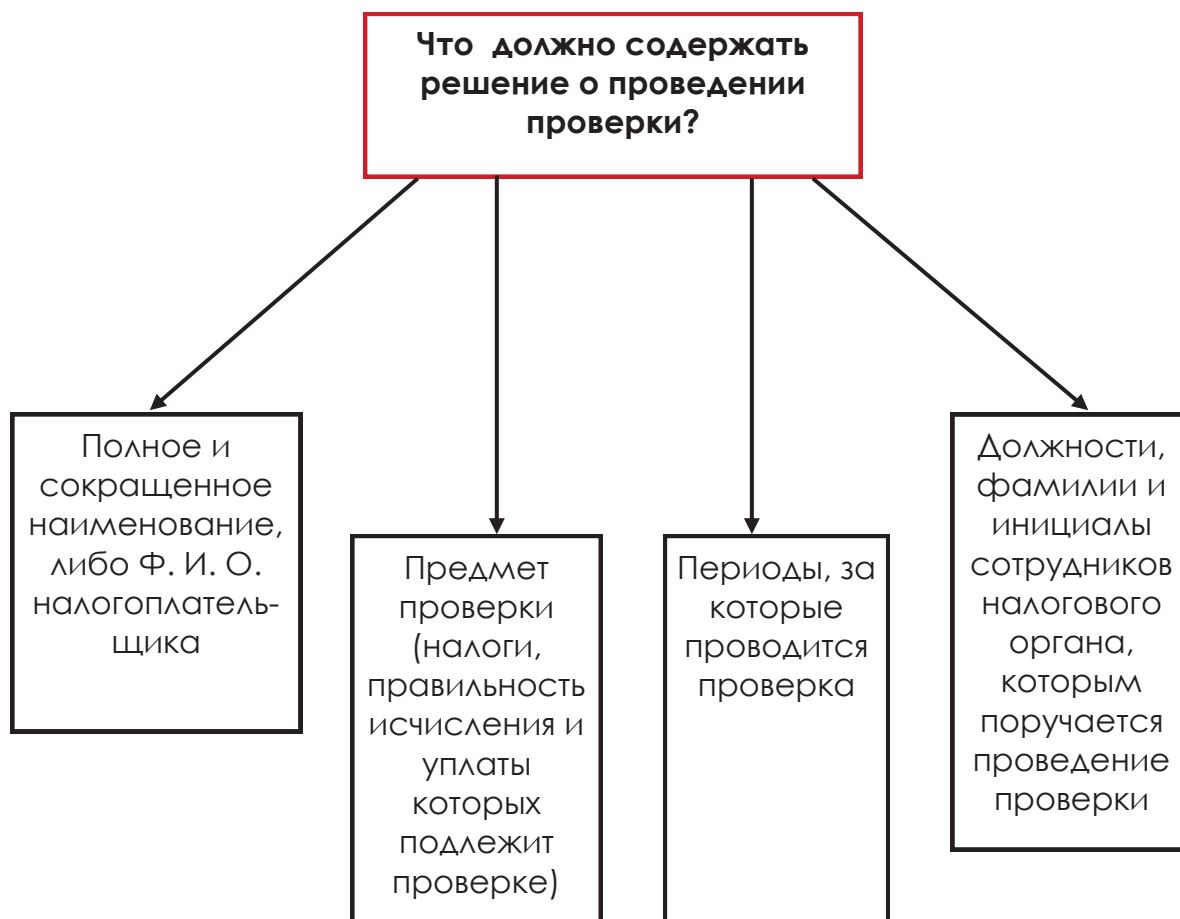 Что должно содержать
решение о проведении
проверки?
Полное и
сокращенное
наименование,
либо Ф. И. О.
налогоплатель-
щика
Предмет
проверки
(налоги,
правильность
исчисления и
уплаты
которых
подлежит
проверке)
Периоды, за
которые
проводится
проверка
Должности,
фамилии и
инициалы
сотрудников
налогового
органа,
которым
поручается
проведение
проверки